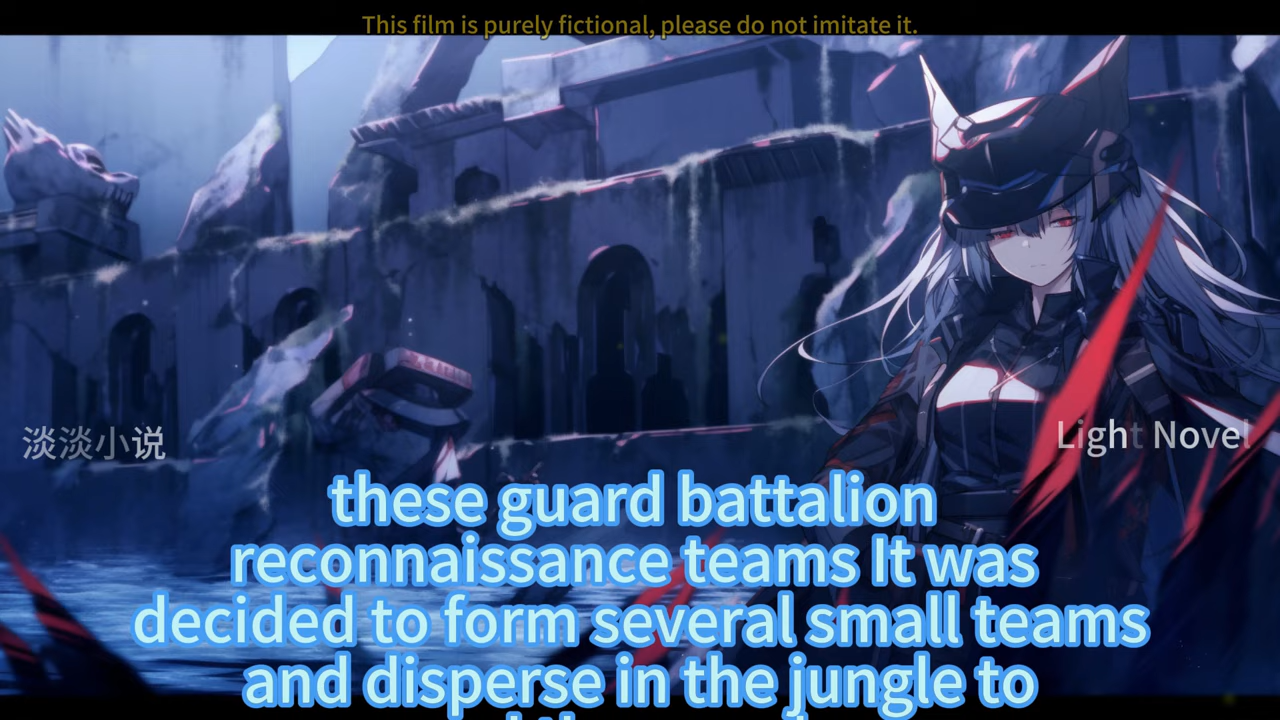 This film is purely fictional, please do not imitate it.
淡淡小说
Light Novel
these guard battalion
reconnaissance teams It was
decided to form several small teams
and disperse in the jungle to